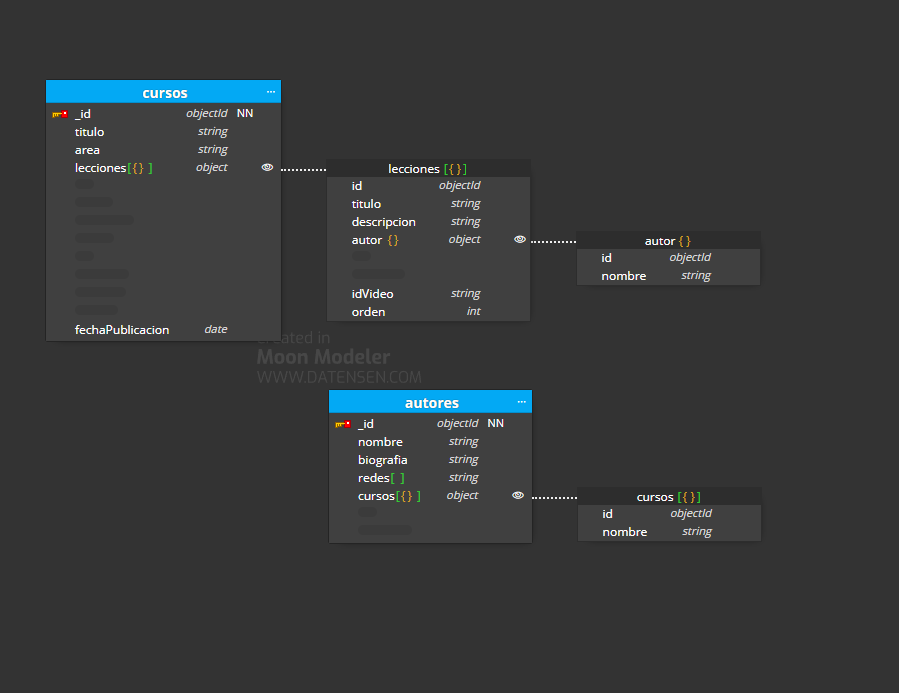 cursos ...
_id objectId NN
titulo string
area string
lecciones[{} ] object
fechaPublicacion date
lecciones [{}]
id objectId
titulo string
descripcion string
autor {} object
idVideo string
orden int
autor {}
id objectId
nombre string
Created in
Moon Modeler
WWW.DATENSEN.COM
autores ...
_id objectId NN
nombre string
biografia string
redes[ ] string
cursos[{} ] object
cursos [{}]
id objectId
nombre string